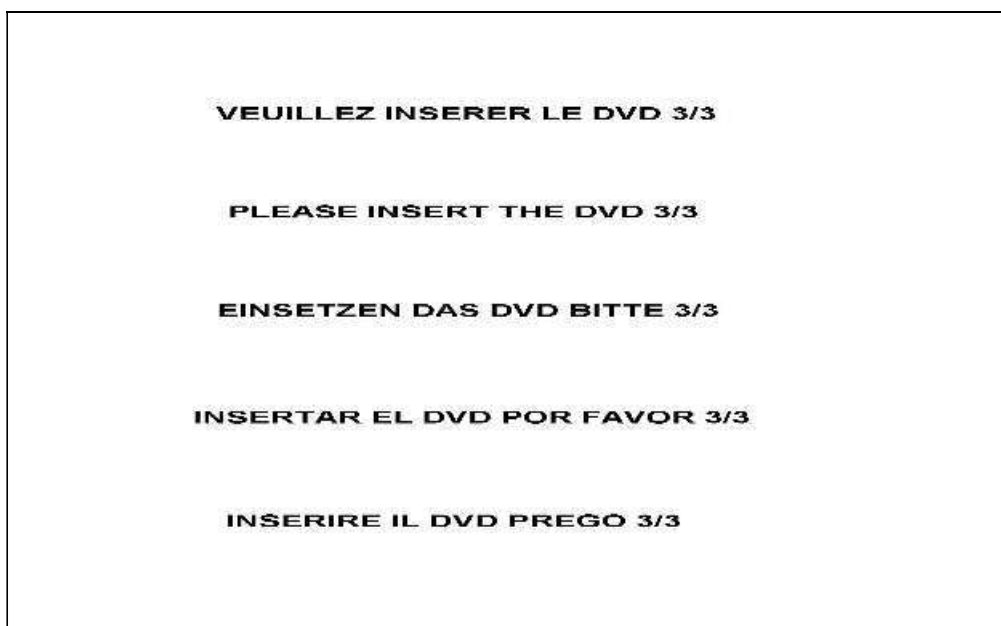 VEUILLEZ INSERER LE DVD 3/3
PLEASE INSERT THE DVD 3/3
EINSETZEN DAS DVD BITTE 3/3
INSERTAR EL DVD POR FAVOR 3/3
INSERIRE IL DVD PREGO 3/3